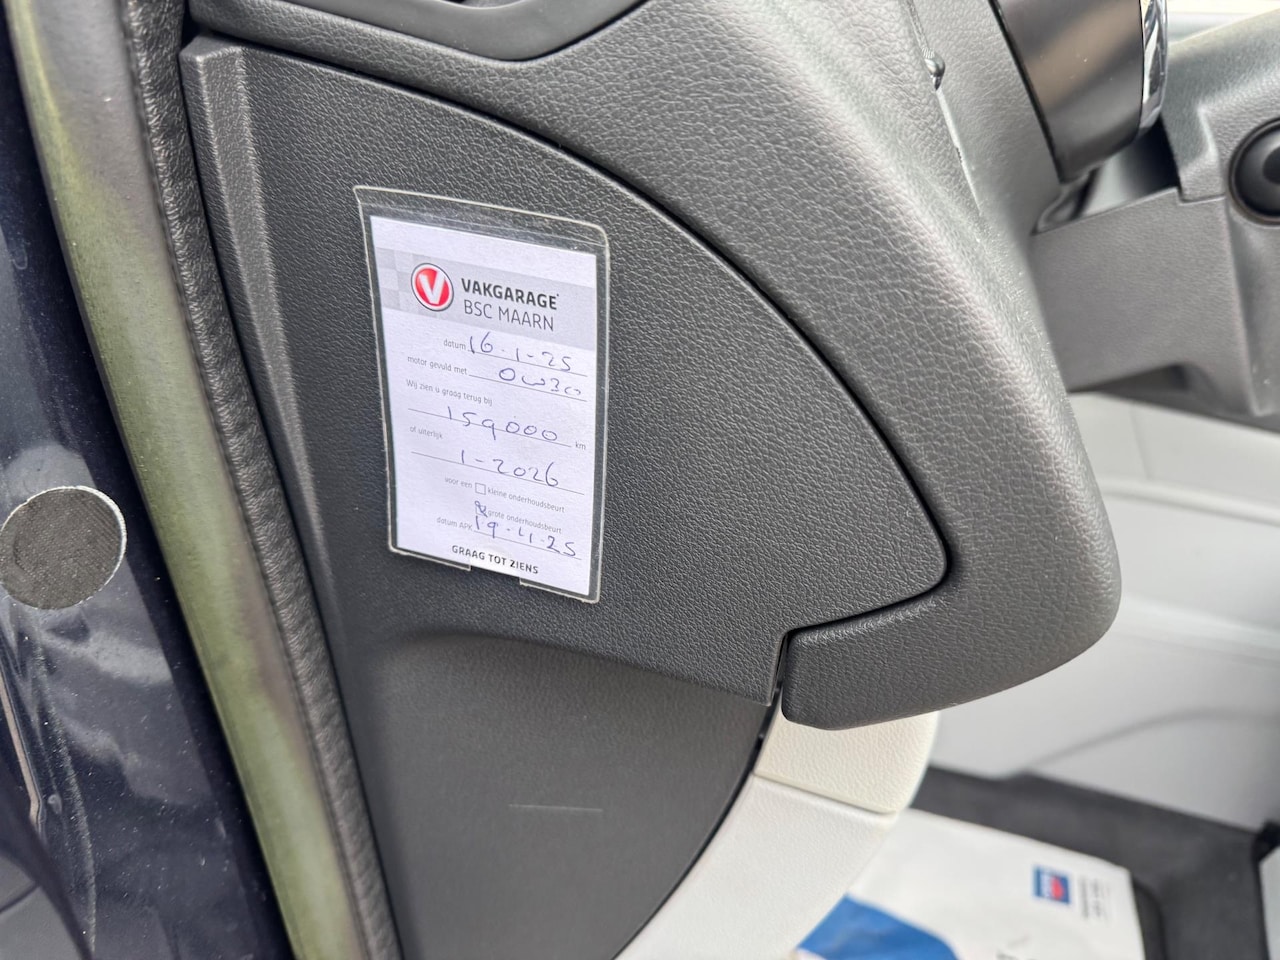 V
VAKGARAGE
BSC MAARN
datum 16-1-25
motor gevuld met 0w30
Wij zien u graag terug bij
159000 km
of uiterlijk
1-2026
voor een kleine onderhoudsbeurt
grote onderhoudsbeurt
datum APK 19-11-25
GRAAG TOT ZIENS